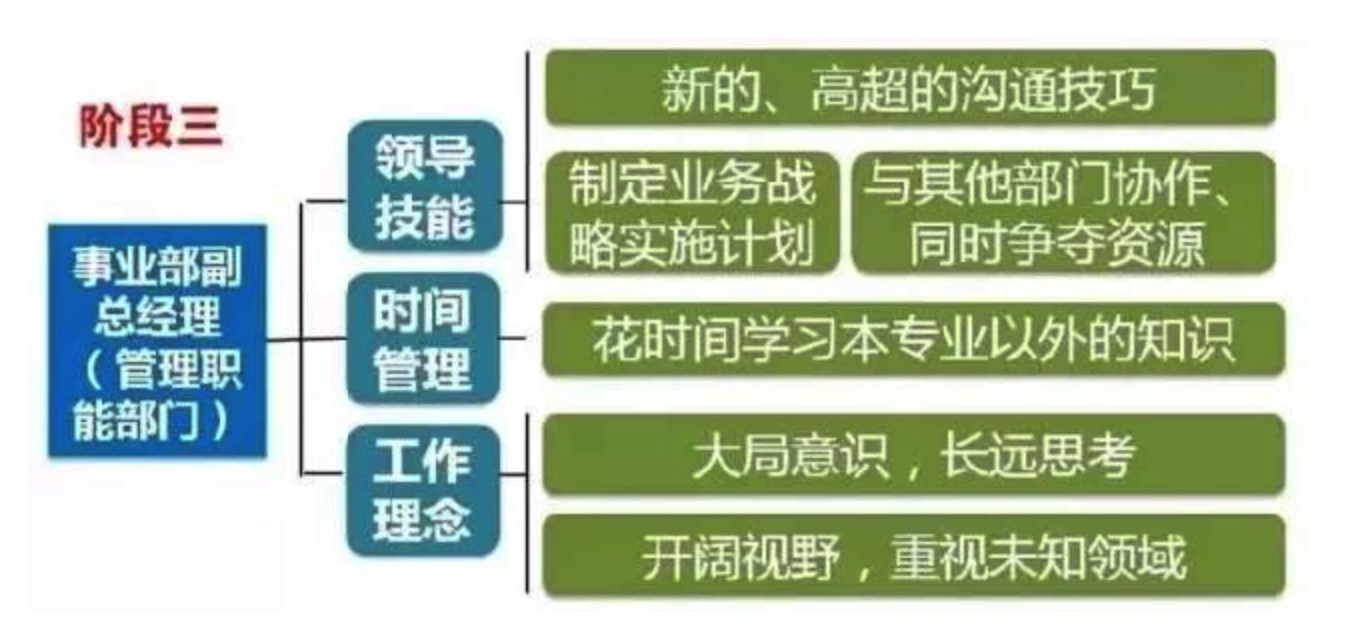 阶段三
事业部副
总经理
（管理职
能部门）
领导
技能
新的、高超的沟通技巧
制定业务战
略实施计划
与其他部门协作、
同时争夺资源
时间
管理
花时间学习本专业以外的知识
工作
理念
大局意识，长远思考
开阔视野，重视未知领域